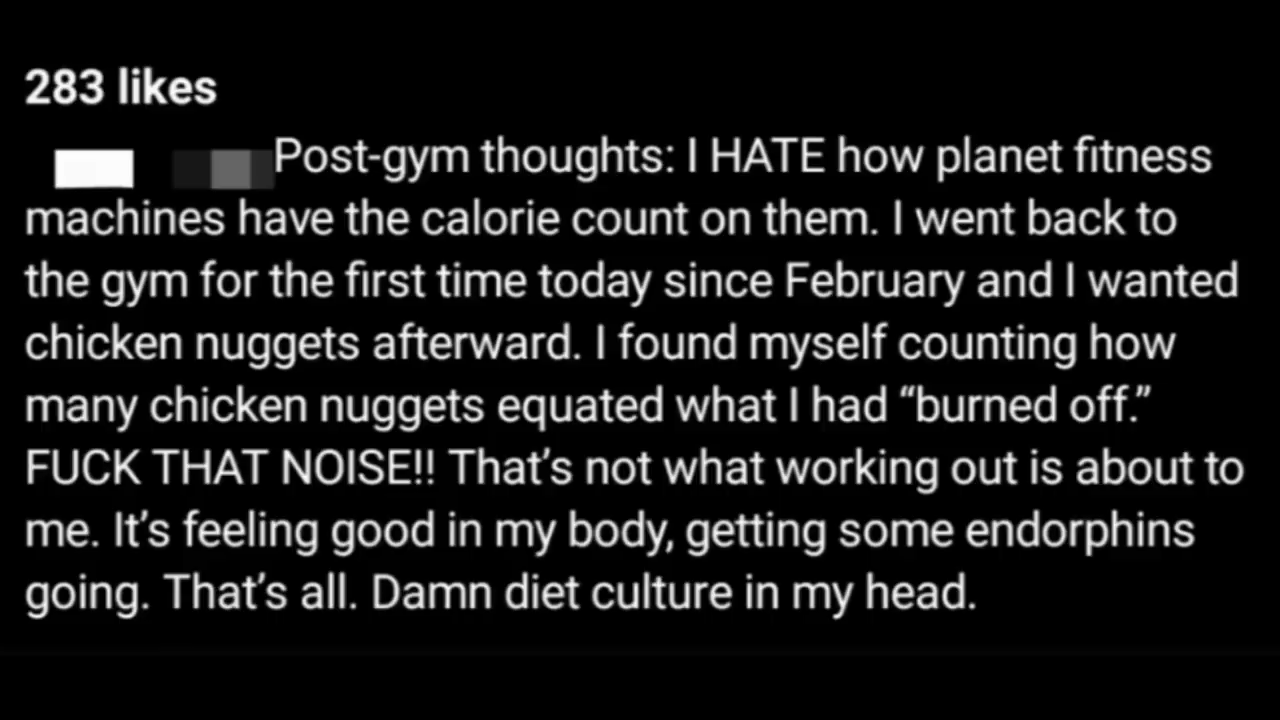 283 likes
Post-gym thoughts: I HATE how planet fitness
machines have the calorie count on them. I went back to
the gym for the first time today since February and I wanted
chicken nuggets afterward. I found myself counting how
many chicken nuggets equated what I had “burned off.”
FUCK THAT NOISE!! That’s not what working out is about to
me. It’s feeling good in my body, getting some endorphins
going. That’s all. Damn diet culture in my head.